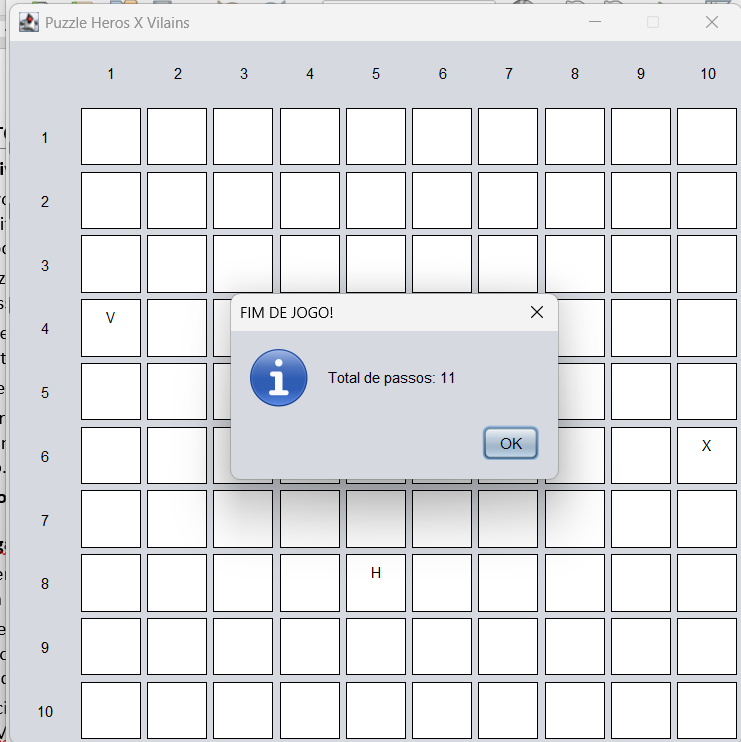 Puzzle Heros X Vilains
1 2 3 4 5 6 7 8 9 10
1
2
3
FIM DE JOGO!
4 V
Total de passos: 11
5
OK
6 X
7
8 H
9
10